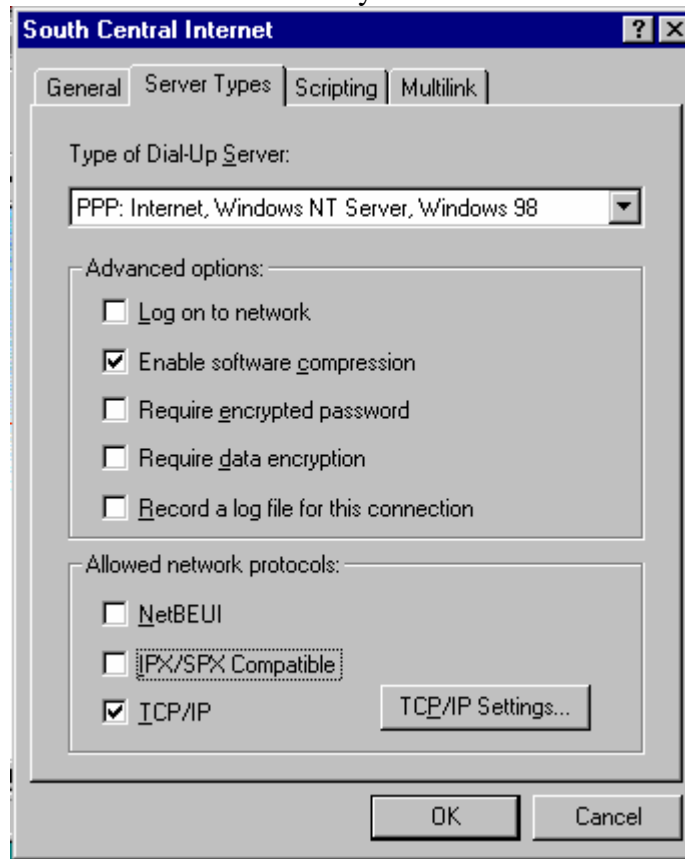 South Central Internet
General Server Types Scripting Multilink
Type of Dial-Up Server:
PPP: Internet, Windows NT Server, Windows 98
Advanced options:
Log on to network
Enable software compression
Require encrypted password
Require data encryption
Record a log file for this connection
Allowed network protocols:
NetBEUI
IPX/SPX Compatible
TCP/IP TCP/IP Settings...
OK Cancel